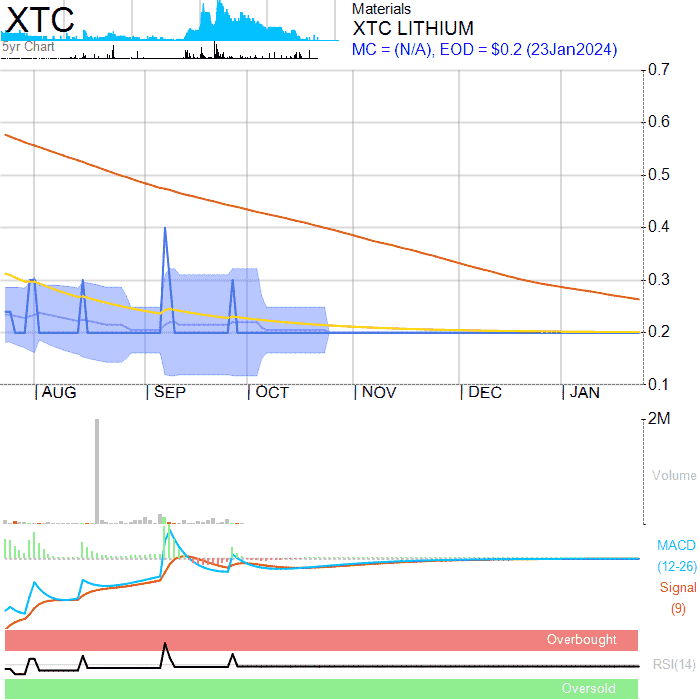 XTC
5yr Chart
Materials
XTC LITHIUM
MC = (N/A), EOD = $0.2 (23Jan2024)
0.7
0.6
0.5
0.4
0.3
0.2
0.1
AUG SEP OCT NOV DEC JAN
2M
Volume
MACD
(12-26)
Signal
(9)
Overbought
RSI(14)
Oversold